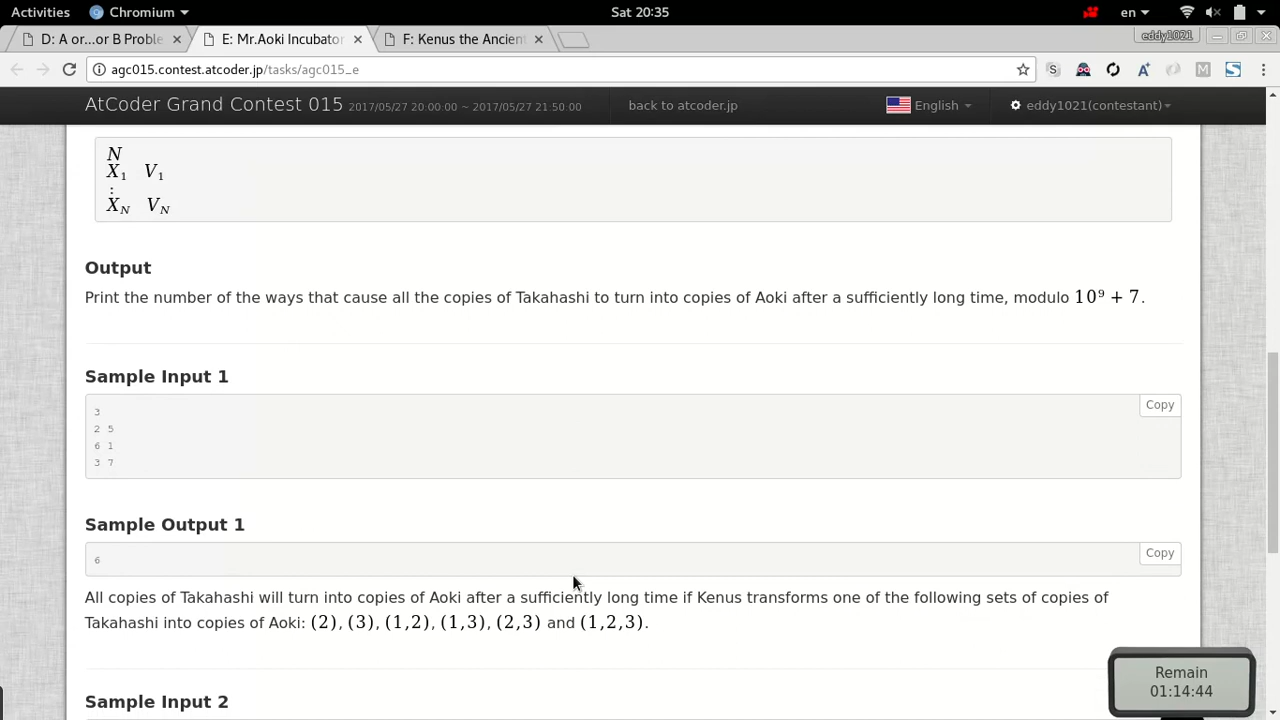 Activities Chromium Sat 20:35 en
D: A or...or B Proble E: Mr.Aoki Incubator F: Kenus the Ancien eddy1021
agc015.contest.atcoder.jp/tasks/agc015_e
AtCoder Grand Contest 015 2017/05/27 20:00:00 ~ 2017/05/27 21:50:00 back to atcoder.jp English eddy1021(contestant)
N
X1 V1
⋮
XN VN
Output
Print the number of the ways that cause all the copies of Takahashi to turn into copies of Aoki after a sufficiently long time, modulo 10⁹ + 7.
Sample Input 1
Copy
3
2 5
6 1
3 7
Sample Output 1
Copy
6
All copies of Takahashi will turn into copies of Aoki after a sufficiently long time if Kenus transforms one of the following sets of copies of
Takahashi into copies of Aoki: (2), (3), (1,2), (1,3), (2,3) and (1,2,3).
Remain
01:14:44
Sample Input 2